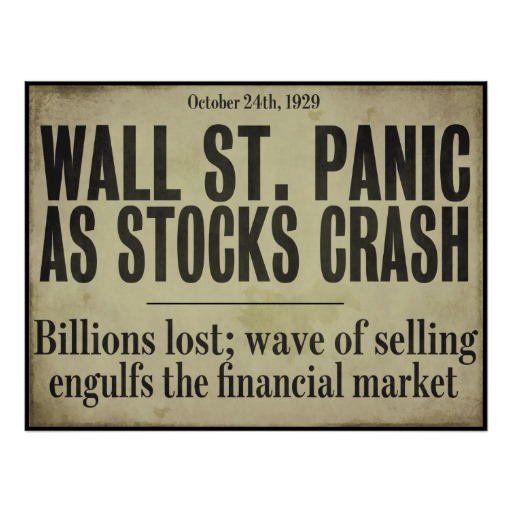 October 24th, 1929
WALL ST. PANIC
AS STOCKS CRASH
Billions lost; wave of selling
engulfs the financial market